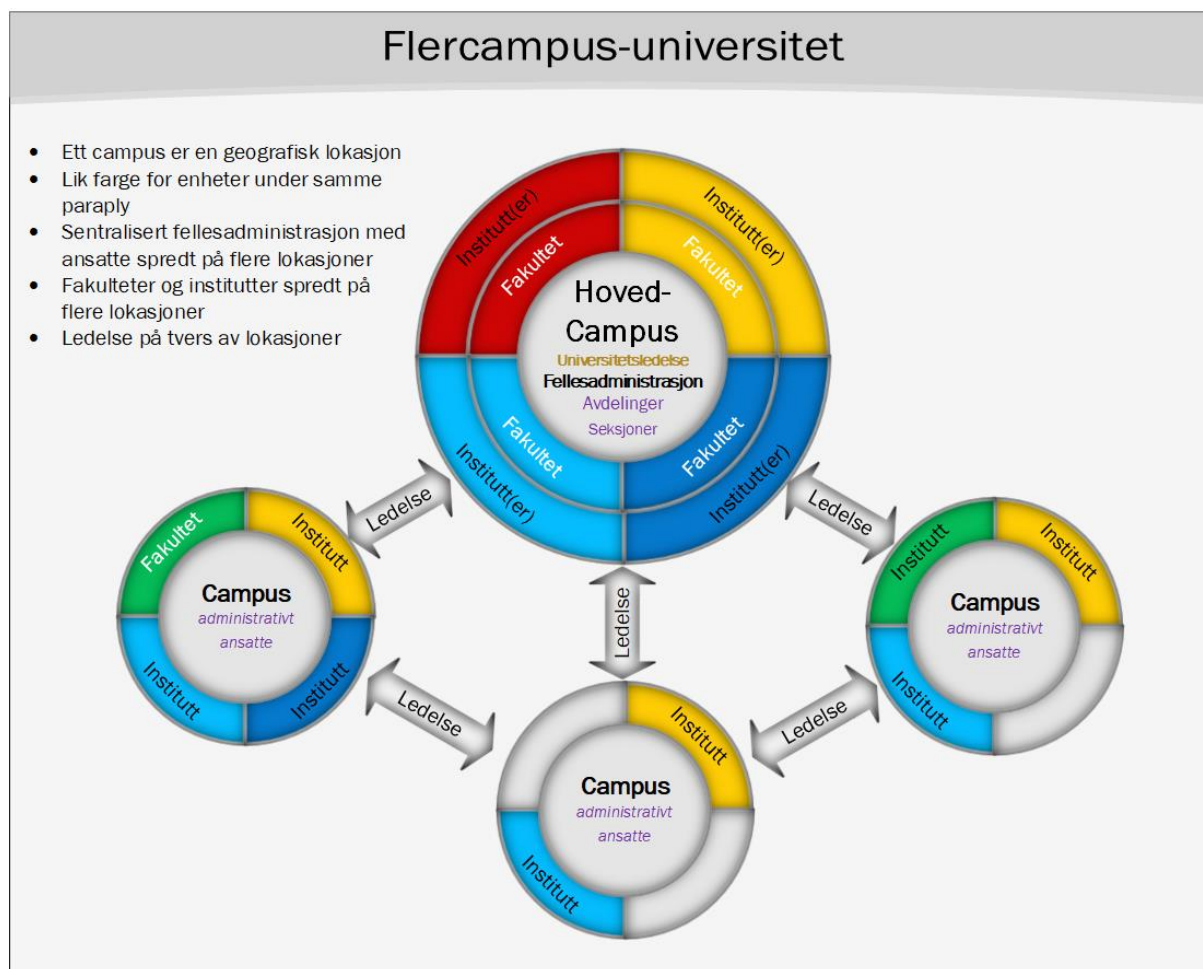 Flercampus-universitet
• Ett campus er en geografisk lokasjon
• Lik farge for enheter under samme
paraply
• Sentralisert fellesadministrasjon med
ansatte spredt på flere lokasjoner
• Fakulteter og institutter spredt på
flere lokasjoner
• Ledelse på tvers av lokasjoner
Institutt(er)
Institutt(er)
Fakultet
Fakultet
Hoved-
Campus
Universitetsledelse
Fellesadministrasjon
Avdelinger
Seksjoner
Fakultet
Fakultet
Institutt(er)
Institutt(er)
Ledelse
Ledelse
Ledelse
Fakultet
Institutt
Campus
administrativt
ansatte
Institutt
Institutt
Institutt
Institutt
Campus
administrativt
ansatte
Institutt
Ledelse
Ledelse
Institutt
Campus
administrativt
ansatte
Institutt